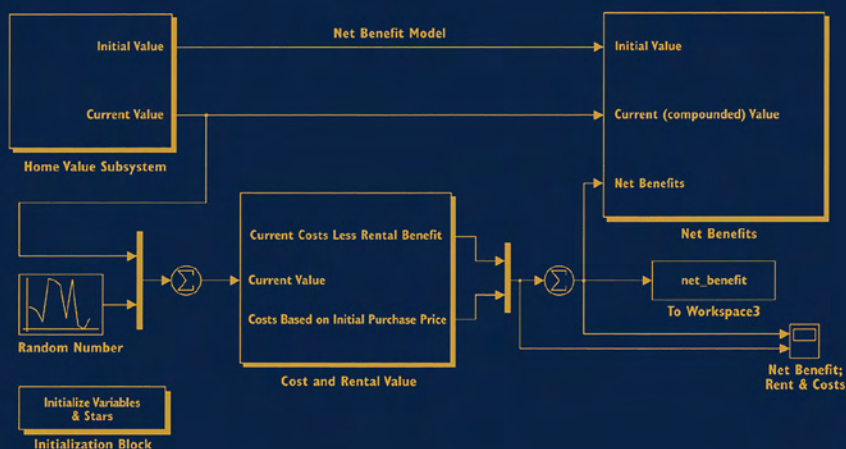 Net Benefit Model
Initial Value
Current Value
Home Value Subsystem
Initial Value
Current (compounded) Value
Net Benefits
Net Benefits
Random Number
Σ
Current Costs Less Rental Benefit
Current Value
Costs Based on Initial Purchase Price
Cost and Rental Value
Σ
net_benefit
To Workspace3
Net Benefit;
Rent & Costs
Initialize Variables
& Stars
Initialization Block